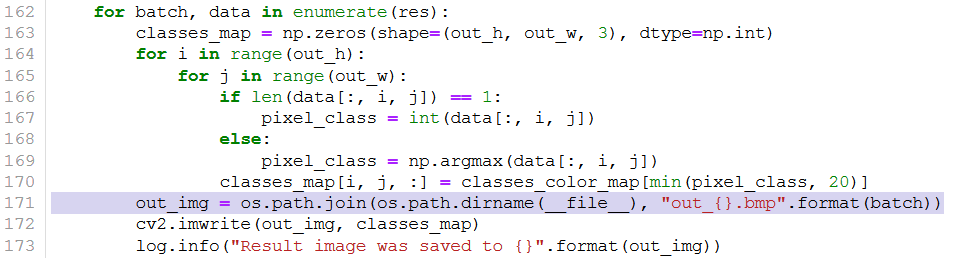 162     for batch, data in enumerate(res):
163         classes_map = np.zeros(shape=(out_h, out_w, 3), dtype=np.int)
164         for i in range(out_h):
165             for j in range(out_w):
166                 if len(data[:, i, j]) == 1:
167                     pixel_class = int(data[:, i, j])
168                 else:
169                     pixel_class = np.argmax(data[:, i, j])
170                 classes_map[i, j, :] = classes_color_map[min(pixel_class, 20)]
171         out_img = os.path.join(os.path.dirname(__file__), "out_{}.bmp".format(batch))
172         cv2.imwrite(out_img, classes_map)
173         log.info("Result image was saved to {}".format(out_img))